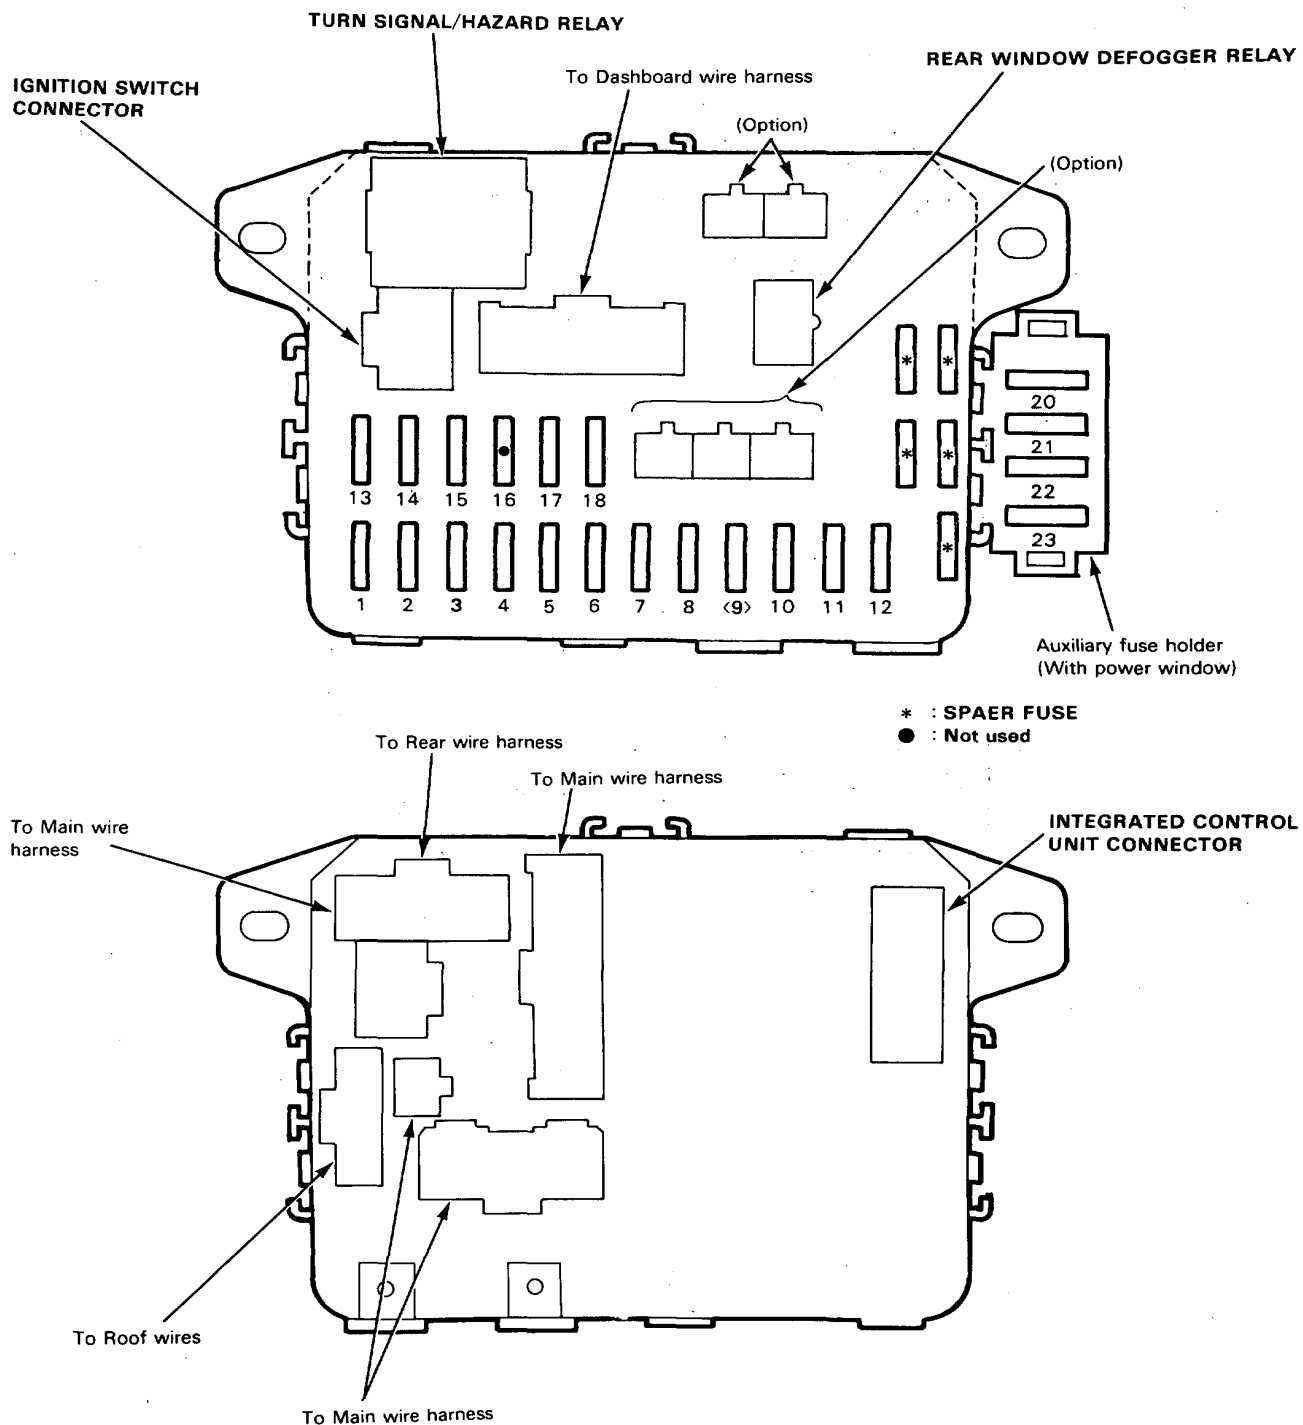 TURN SIGNAL/HAZARD RELAY
REAR WINDOW DEFOGGER RELAY
To Dashboard wire harness
IGNITION SWITCH
CONNECTOR
(Option)
(Option)
* *
20
* *
21
13 14 15 16 17 18
22
*
23
1 2 3 4 5 6 7 8 <9> 10 11 12
Auxiliary fuse holder
(With power window)
* : SPAER FUSE
● : Not used
To Rear wire harness
To Main wire harness
To Main wire
harness
INTEGRATED CONTROL
UNIT CONNECTOR
To Roof wires
To Main wire harness